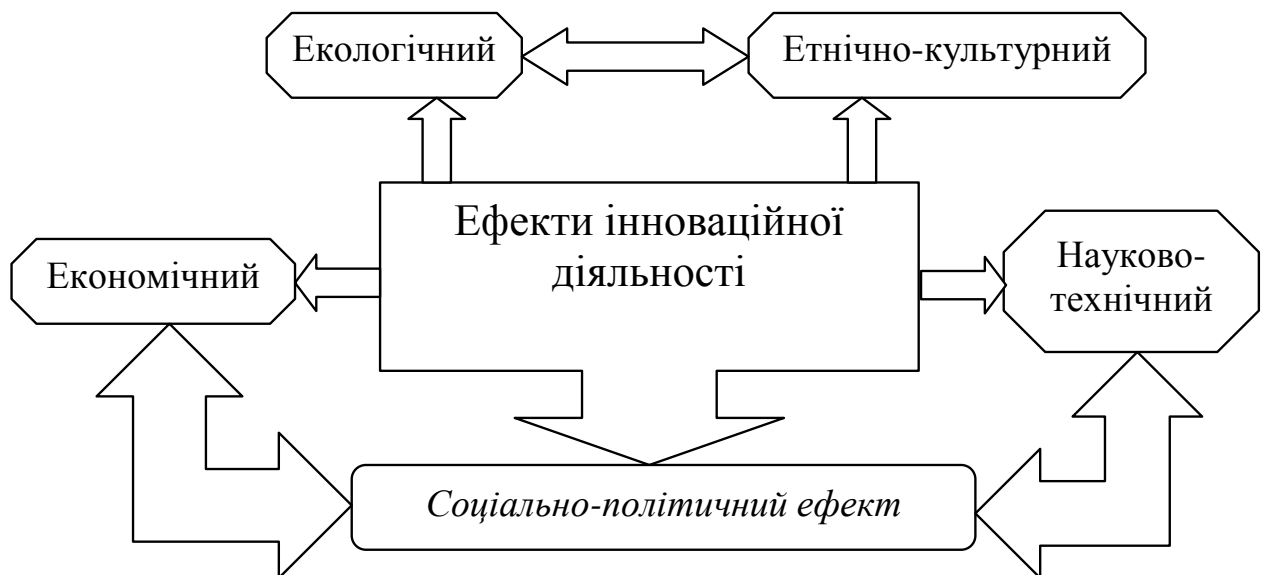 Екологічний
Етнічно-культурний
Ефекти інноваційної
діяльності
Економічний
Науково-
технічний
Соціально-політичний ефект